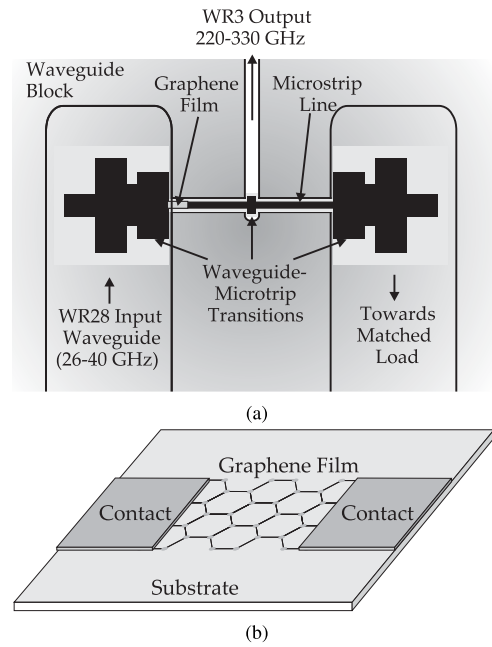 WR3 Output
220-330 GHz
Waveguide
Block
Graphene
Film
Microstrip
Line
Waveguide-
Microtrip
Transitions
WR28 Input
Waveguide
(26-40 GHz)
Towards
Matched
Load
(a)
Graphene Film
Contact
Contact
Substrate
(b)